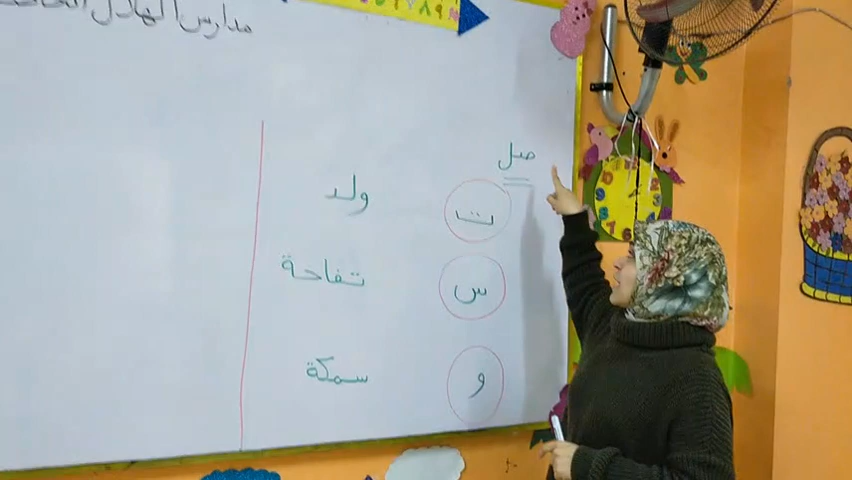 مدارس الهلال
صل
ت ولد
س تفاحة
و سمكة